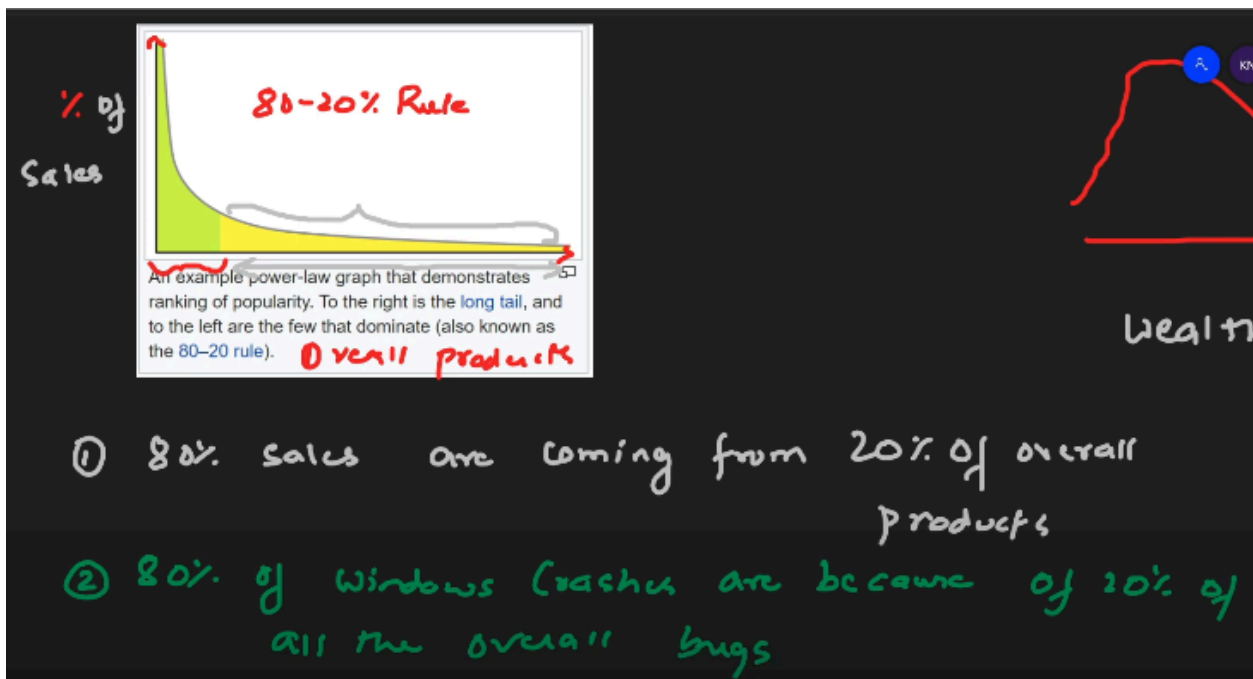 80-20% Rule
% of
Sales
An example power-law graph that demonstrates
ranking of popularity. To the right is the long tail, and
to the left are the few that dominate (also known as
the 80–20 rule).
Overall products
KN
Wealth
① 80% sales are coming from 20% of overall
products
② 80% of windows Crashes are because of 20% of
all the overall bugs